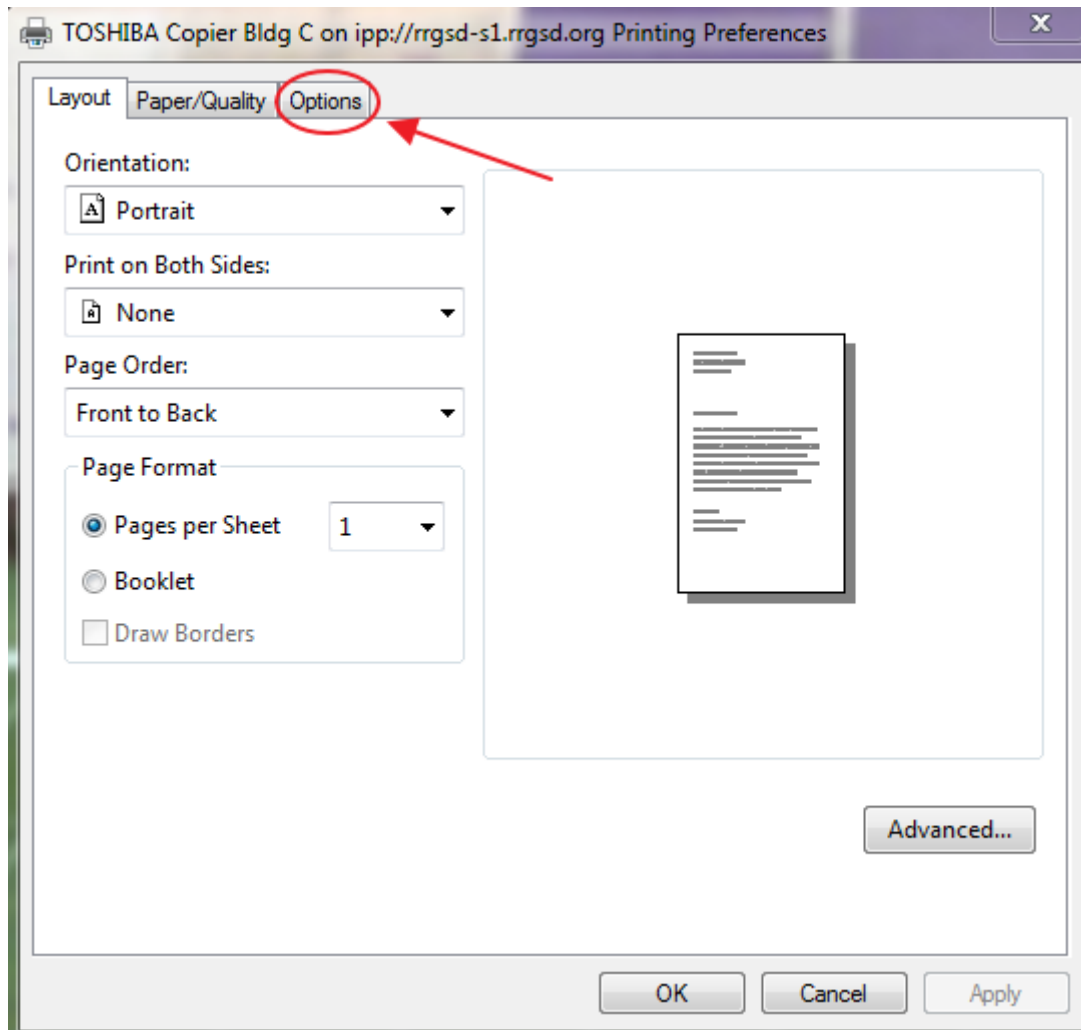 TOSHIBA Copier Bldg C on ipp://rrgsd-s1.rrgsd.org Printing Preferences
X
Layout Paper/Quality Options
Orientation:
A Portrait
Print on Both Sides:
A None
Page Order:
Front to Back
Page Format
Pages per Sheet 1
Booklet
Draw Borders
Advanced...
OK Cancel Apply